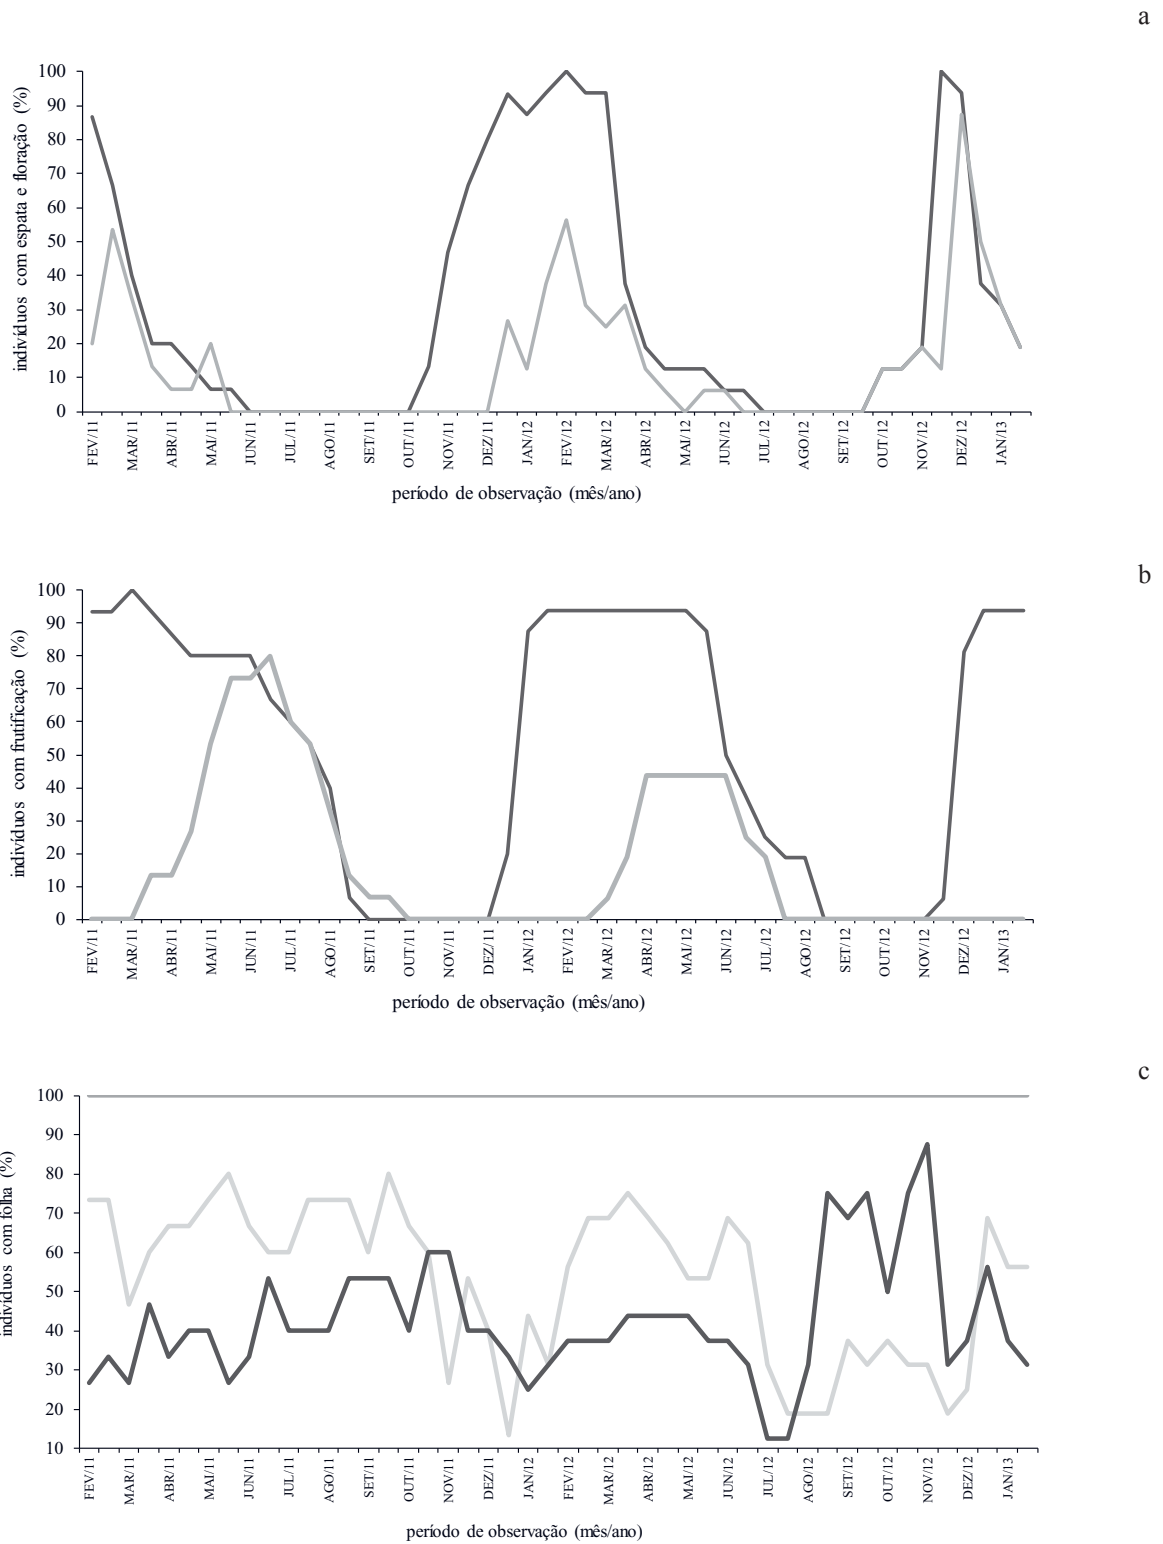 a
indivíduos com espata e floração (%)
100
90
80
70
60
50
40
30
20
10
0
FEV/11
MAR/11
ABR/11
MAI/11
JUN/11
JUL/11
AGO/11
SET/11
OUT/11
NOV/11
DEZ/11
JAN/12
FEV/12
MAR/12
ABR/12
MAI/12
JUN/12
JUL/12
AGO/12
SET/12
OUT/12
NOV/12
DEZ/12
JAN/13
período de observação (mês/ano)
b
indivíduos com frutificação (%)
100
90
80
70
60
50
40
30
20
10
0
FEV/11
MAR/11
ABR/11
MAI/11
JUN/11
JUL/11
AGO/11
SET/11
OUT/11
NOV/11
DEZ/11
JAN/12
FEV/12
MAR/12
ABR/12
MAI/12
JUN/12
JUL/12
AGO/12
SET/12
OUT/12
NOV/12
DEZ/12
JAN/13
período de observação (mês/ano)
c
indivíduos com folha (%)
100
90
80
70
60
50
40
30
20
10
FEV/11
MAR/11
ABR/11
MAI/11
JUN/11
JUL/11
AGO/11
SET/11
OUT/11
NOV/11
DEZ/11
JAN/12
FEV/12
MAR/12
ABR/12
MAI/12
JUN/12
JUL/12
AGO/12
SET/12
OUT/12
NOV/12
DEZ/12
JAN/13
período de observação (mês/ano)